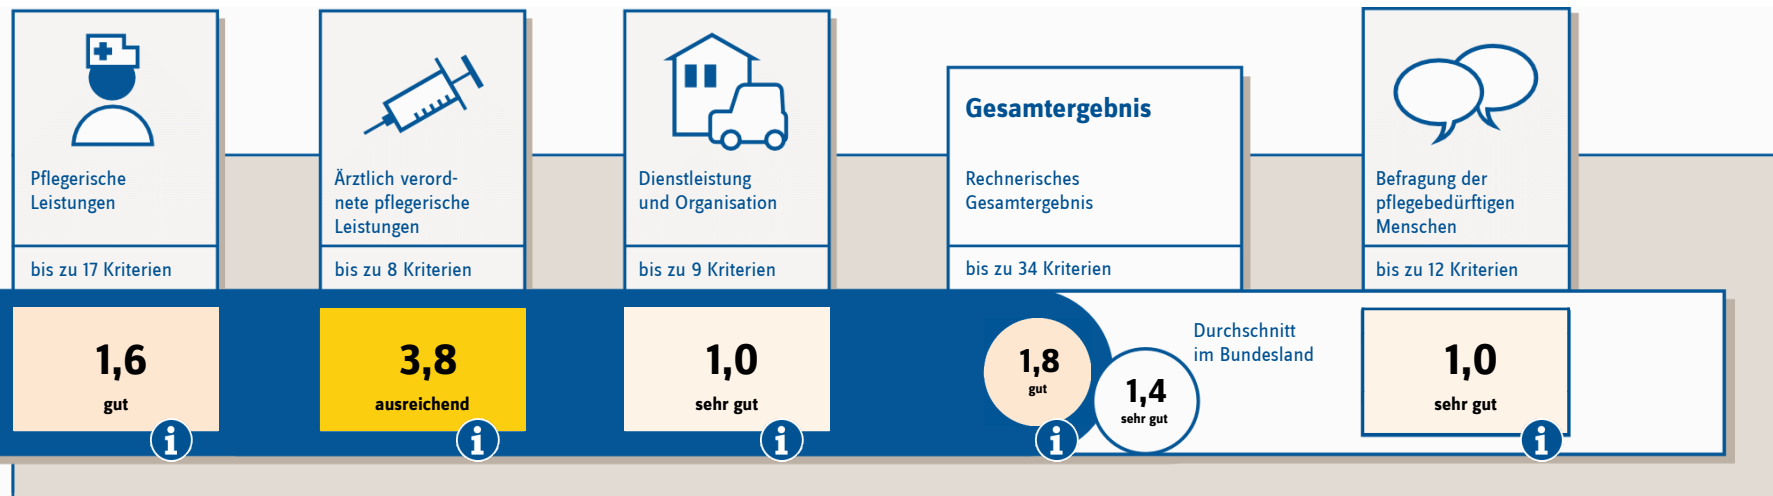 Pflegerische
Leistungen
bis zu 17 Kriterien
1,6
gut
i
Ärztlich verord-
nete pflegerische
Leistungen
bis zu 8 Kriterien
3,8
ausreichend
i
Dienstleistung
und Organisation
bis zu 9 Kriterien
1,0
sehr gut
i
Gesamtergebnis
Rechnerisches
Gesamtergebnis
bis zu 34 Kriterien
1,8
gut
i
Durchschnitt
im Bundesland
1,4
sehr gut
Befragung der
pflegebedürftigen
Menschen
bis zu 12 Kriterien
1,0
sehr gut
i